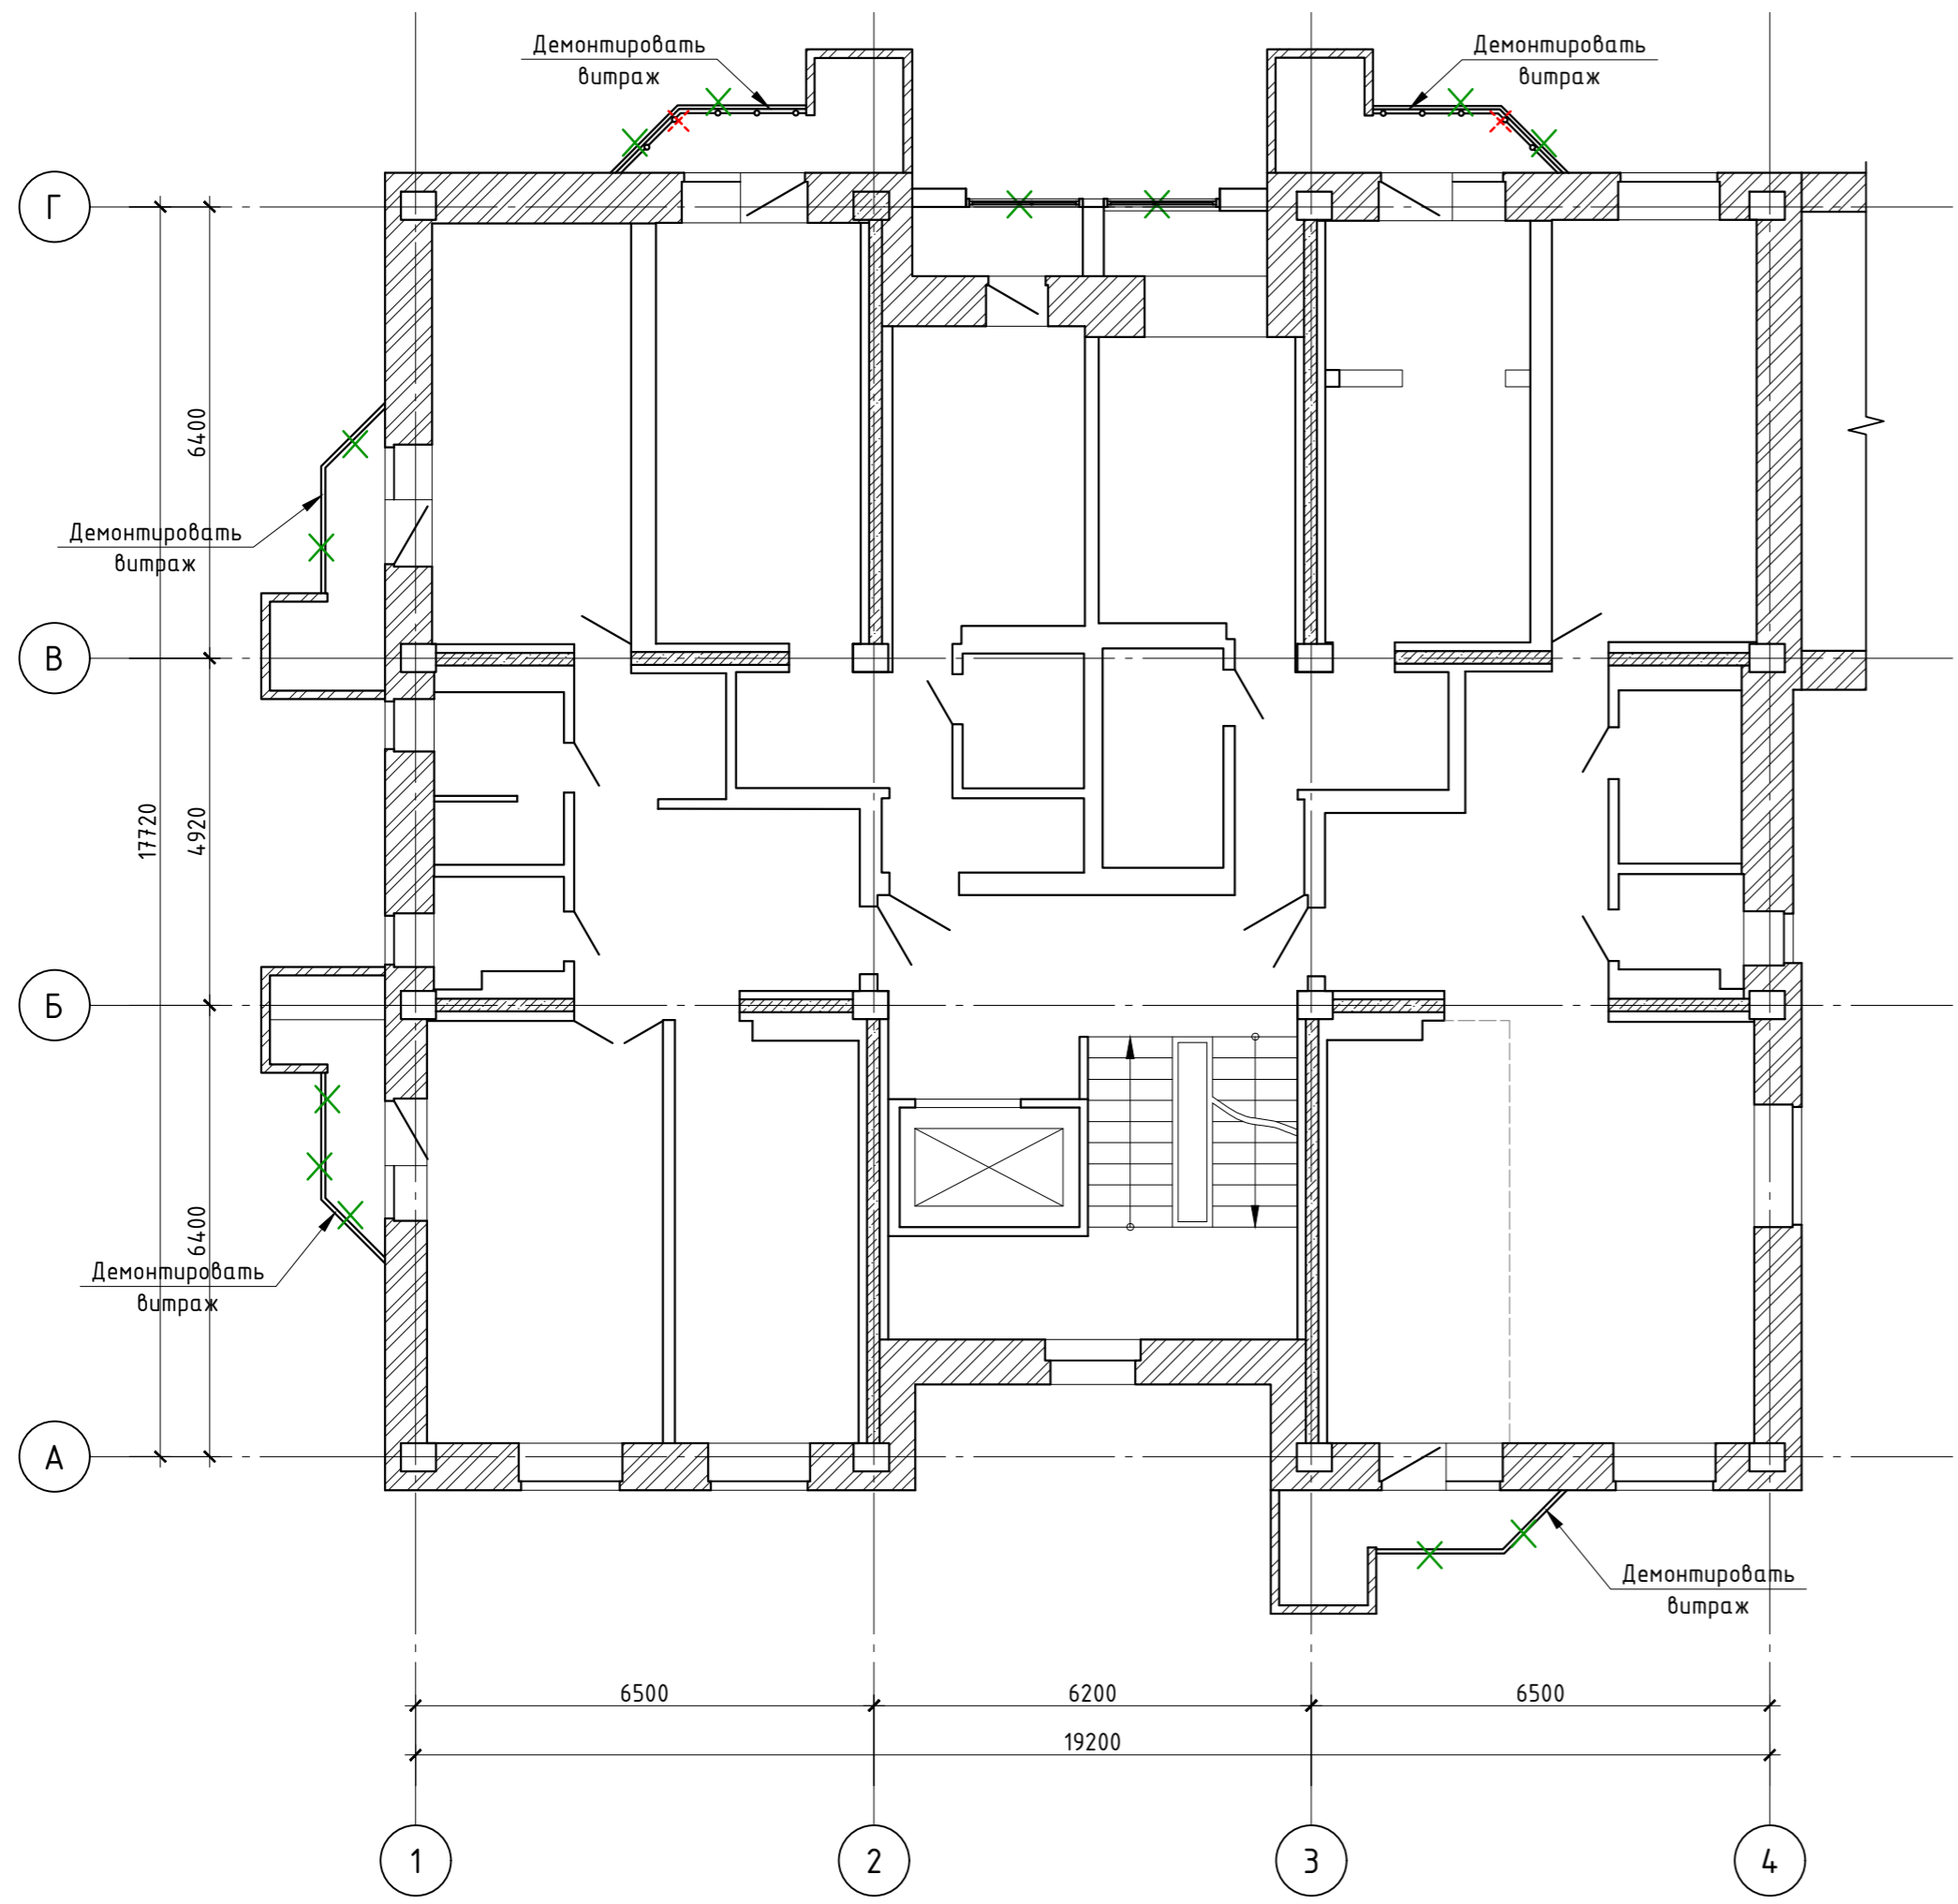 Демонтировать
витраж
Демонтировать
витраж
Г
6400
Демонтировать
витраж
В
17720
4920
Б
6400
Демонтировать
витраж
А
Демонтировать
витраж
6500
6200
6500
19200
1
2
3
4